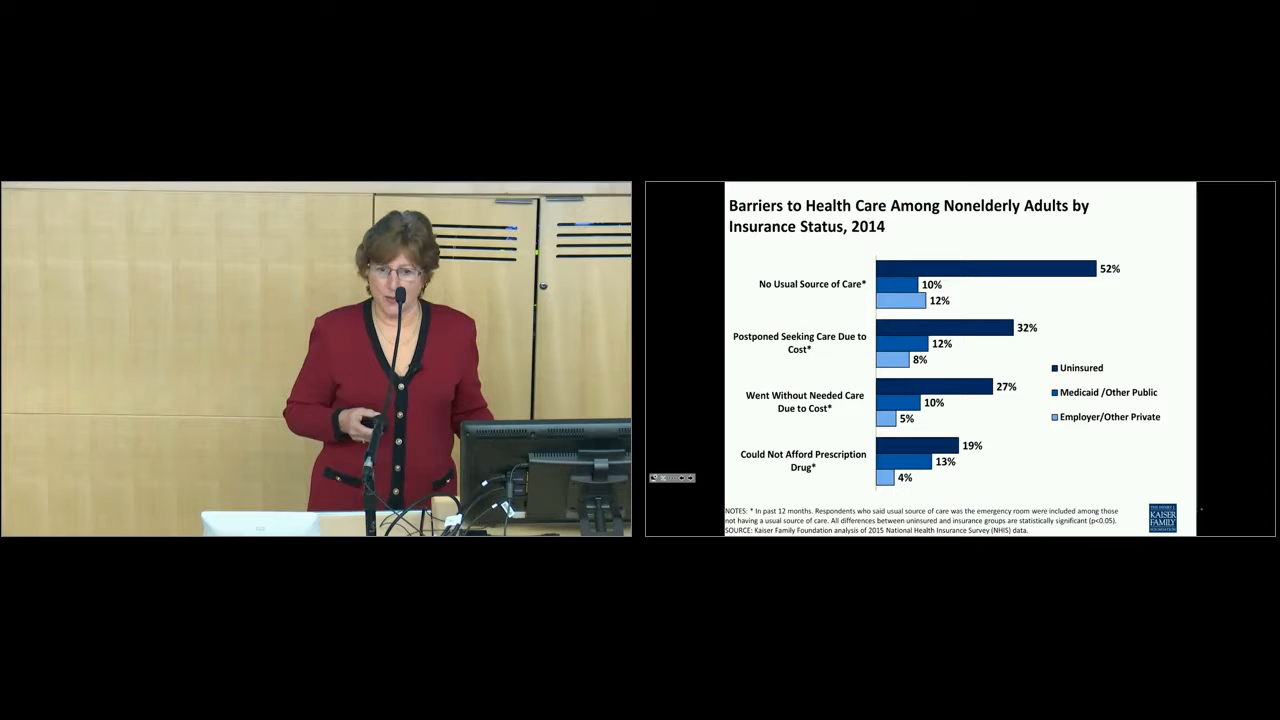 Barriers to Health Care Among Nonelderly Adults by
Insurance Status, 2014
No Usual Source of Care*
52%
10%
12%
Postponed Seeking Care Due to
Cost*
32%
12%
8%
Went Without Needed Care
Due to Cost*
27%
10%
5%
Could Not Afford Prescription
Drug*
19%
13%
4%
Uninsured
Medicaid /Other Public
Employer/Other Private
NOTES: * In past 12 months. Respondents who said usual source of care was the emergency room were included among those
not having a usual source of care. All differences between uninsured and insurance groups are statistically significant (p<0.05).
SOURCE: Kaiser Family Foundation analysis of 2015 National Health Insurance Survey (NHIS) data.
THE HENRY J.
KAISER
FAMILY
FOUNDATION